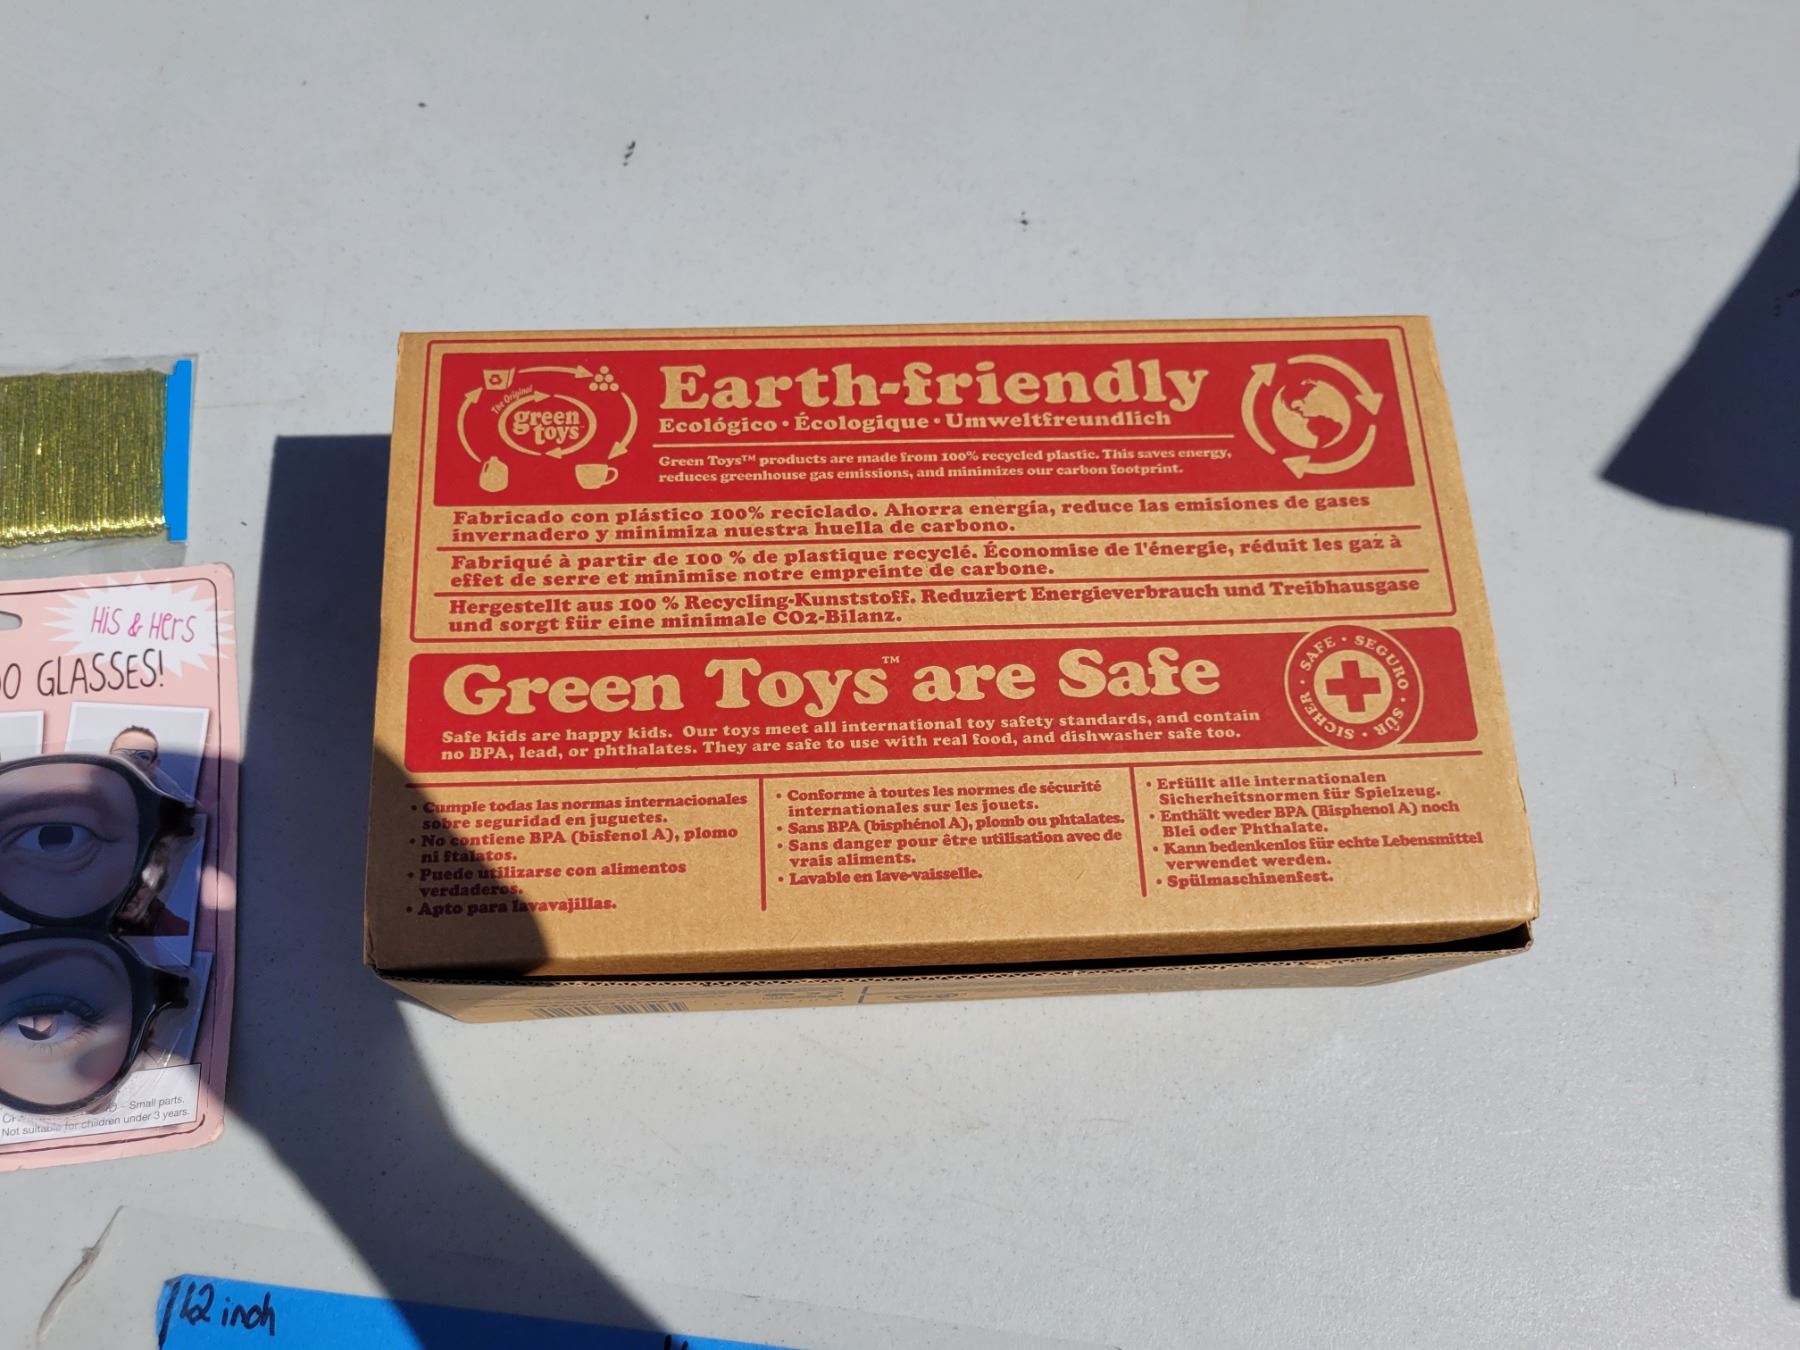 The Original
green
toys™
Earth-friendly
Ecológico • Écologique • Umweltfreundlich
Green Toys™ products are made from 100% recycled plastic. This saves energy,
reduces greenhouse gas emissions, and minimizes our carbon footprint.
Fabricado con plástico 100% reciclado. Ahorra energía, reduce las emisiones de gases
invernadero y minimiza nuestra huella de carbono.
Fabriqué à partir de 100 % de plastique recyclé. Économise de l'énergie, réduit les gaz à
effet de serre et minimise notre empreinte de carbone.
Hergestellt aus 100 % Recycling-Kunststoff. Reduziert Energieverbrauch und Treibhausgase
und sorgt für eine minimale CO2-Bilanz.
Green Toys™ are Safe
Safe kids are happy kids. Our toys meet all international toy safety standards, and contain
no BPA, lead, or phthalates. They are safe to use with real food, and dishwasher safe too.
SAFE • SEGURO • SÛR • SICHER •
• Cumple todas las normas internacionales
sobre seguridad en juguetes.
• No contiene BPA (bisfenol A), plomo
ni ftalatos.
• Puede utilizarse con alimentos
verdaderos.
• Apto para lavavajillas.
• Conforme à toutes les normes de sécurité
internationales sur les jouets.
• Sans BPA (bisphénol A), plomb ou phtalates.
• Sans danger pour être utilisation avec de
vrais aliments.
• Lavable en lave-vaisselle.
• Erfüllt alle internationalen
Sicherheitsnormen für Spielzeug.
• Enthält weder BPA (Bisphenol A) noch
Blei oder Phthalate.
• Kann bedenkenlos für echte Lebensmittel
verwendet werden.
• Spülmaschinenfest.
HiS & HerS
GLASSES!
- Small parts.
Not suitable for children under 3 years.
12 inch